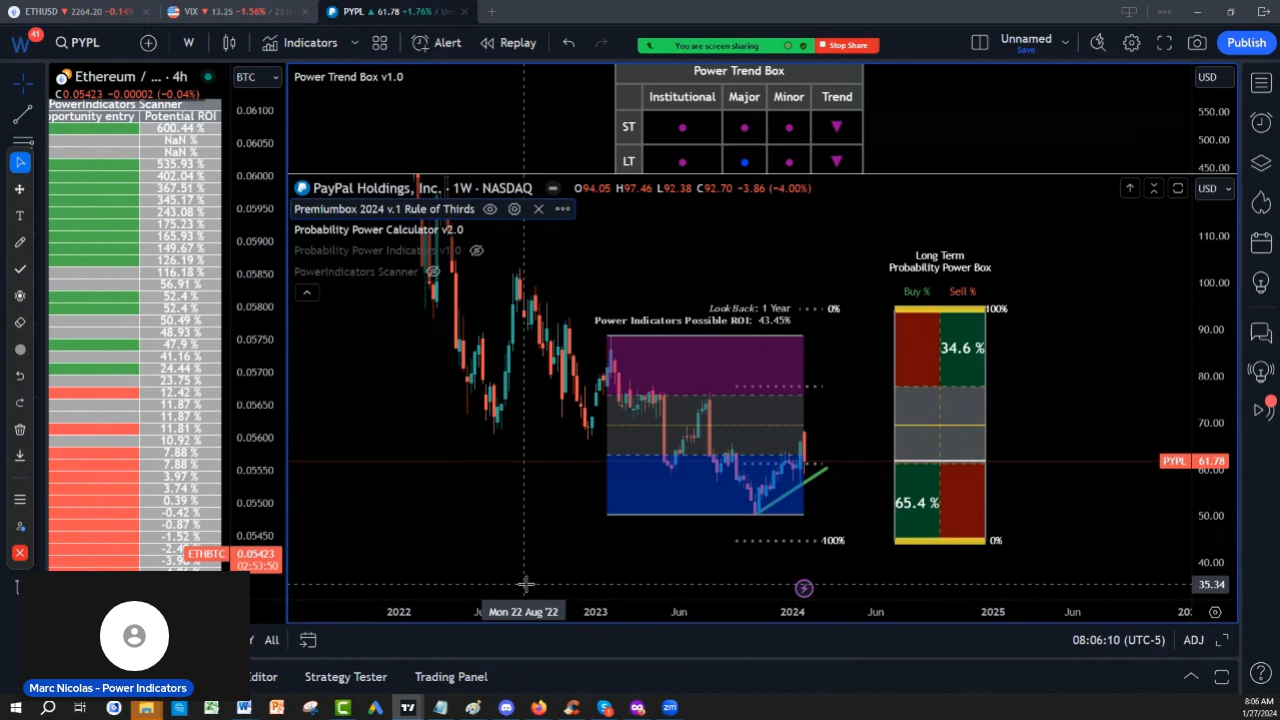 ETHUSD ▼ 2264.20 -0.14%
VIX ▼ 13.25 -1.56% / 23
PYPL ▲ 61.78 +1.76% /
41
PYPL
W
Indicators
Alert
Replay
You are screen sharing
Stop Share
Unnamed
Save
Publish
Ethereum / ... • 4h
C0.05423 -0.00002 (-0.04%)
PowerIndicators Scanner
pportunity entry Potential ROI
600.44 %
NaN %
NaN %
535.93 %
402.04 %
367.51 %
345.17 %
243.08 %
175.23 %
165.93 %
149.67 %
126.19 %
116.18 %
56.91 %
52.4 %
52.4 %
50.49 %
48.93 %
47.9 %
41.16 %
24.44 %
23.75 %
12.42 %
11.87 %
11.87 %
11.81 %
10.92 %
7.88 %
7.88 %
3.97 %
3.74 %
0.39 %
-0.42 %
-0.87 %
-1.52 %
BTC
0.06100
0.06050
0.06000
0.05950
0.05900
0.05850
0.05800
0.05750
0.05700
0.05650
0.05600
0.05550
0.05500
0.05450
ETHBTC 0.05423
02:53:50
Power Trend Box v1.0
Power Trend Box
Institutional Major Minor Trend
ST
LT
USD
550.00
500.00
450.00
PayPal Holdings, Inc. · 1W · NASDAQ
O94.05 H97.46 L92.38 C92.70 -3.86 (-4.00%)
USD
Premiumbox 2024 v.1 Rule of Thirds
Probability Power Calculator v2.0
Probability Power Indicators v1.0
PowerIndicators Scanner
Look Back: 1 Year
0%
Power Indicators Possible ROI: 43.45%
100%
Long Term
Probability Power Box
Buy % Sell %
100%
34.6 %
65.4 %
0%
110.00
100.00
90.00
80.00
70.00
PYPL 61.78
60.00
50.00
40.00
35.34
2022
Mon 22 Aug '22
2023
Jun
2024
Jun
2025
Jun
All
08:06:10 (UTC-5)
ADJ
Strategy Tester
Trading Panel
Marc Nicolas - Power Indicators
8:06 AM
1/27/2024